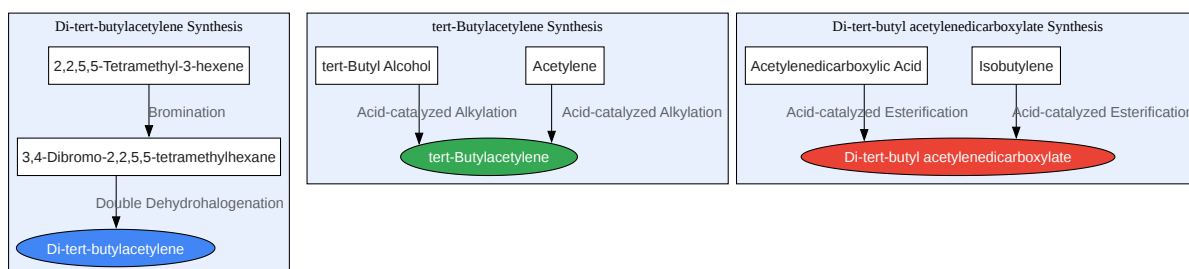 Di-tert-butylacetylene Synthesis
2,2,5,5-Tetramethyl-3-hexene
Bromination
3,4-Dibromo-2,2,5,5-tetramethylhexane
Double Dehydrohalogenation
Di-tert-butylacetylene
tert-Butylacetylene Synthesis
tert-Butyl Alcohol
Acetylene
Acid-catalyzed Alkylation
Acid-catalyzed Alkylation
tert-Butylacetylene
Di-tert-butyl acetylenedicarboxylate Synthesis
Acetylenedicarboxylic Acid
Isobutylene
Acid-catalyzed Esterification
Acid-catalyzed Esterification
Di-tert-butyl acetylenedicarboxylate